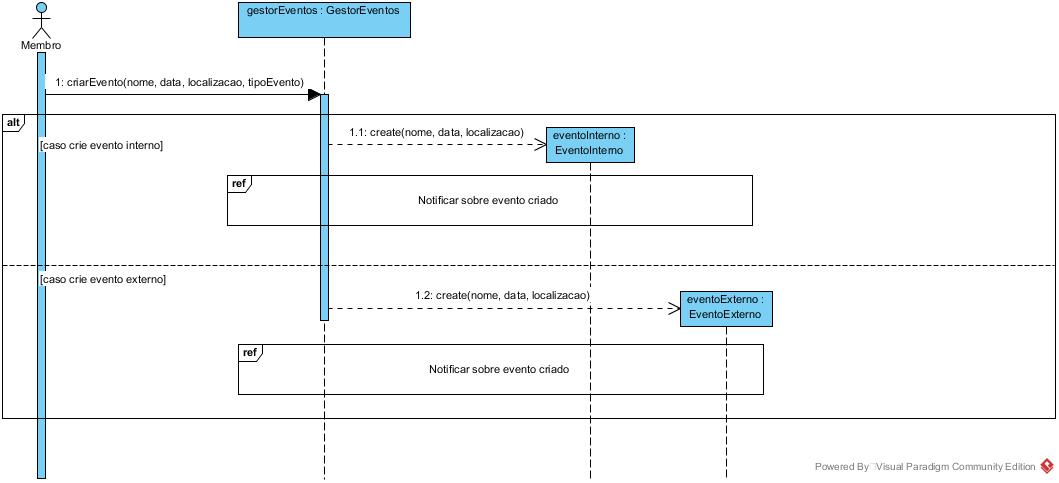 gestorEventos : GestorEventos
Membro
1: criarEvento(nome, data, localizacao, tipoEvento)
alt
[caso crie evento interno]
1.1: create(nome, data, localizacao)
eventoInterno :
EventoInterno
ref
Notificar sobre evento criado
[caso crie evento externo]
1.2: create(nome, data, localizacao)
eventoExterno :
EventoExterno
ref
Notificar sobre evento criado
Powered By Visual Paradigm Community Edition